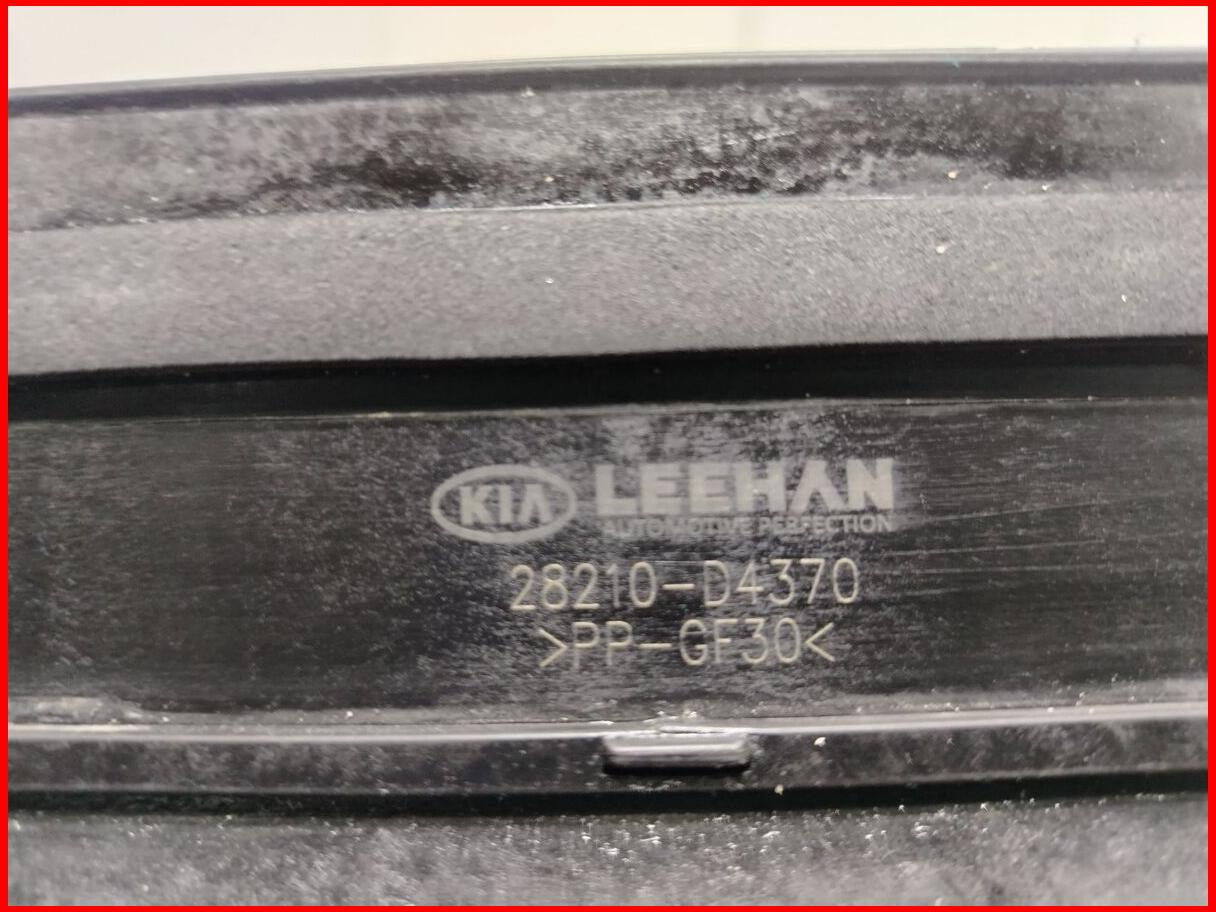 KIA LEEHAN
AUTOMOTIVE PERFECTION
28210-D4370
>PP-GF30<